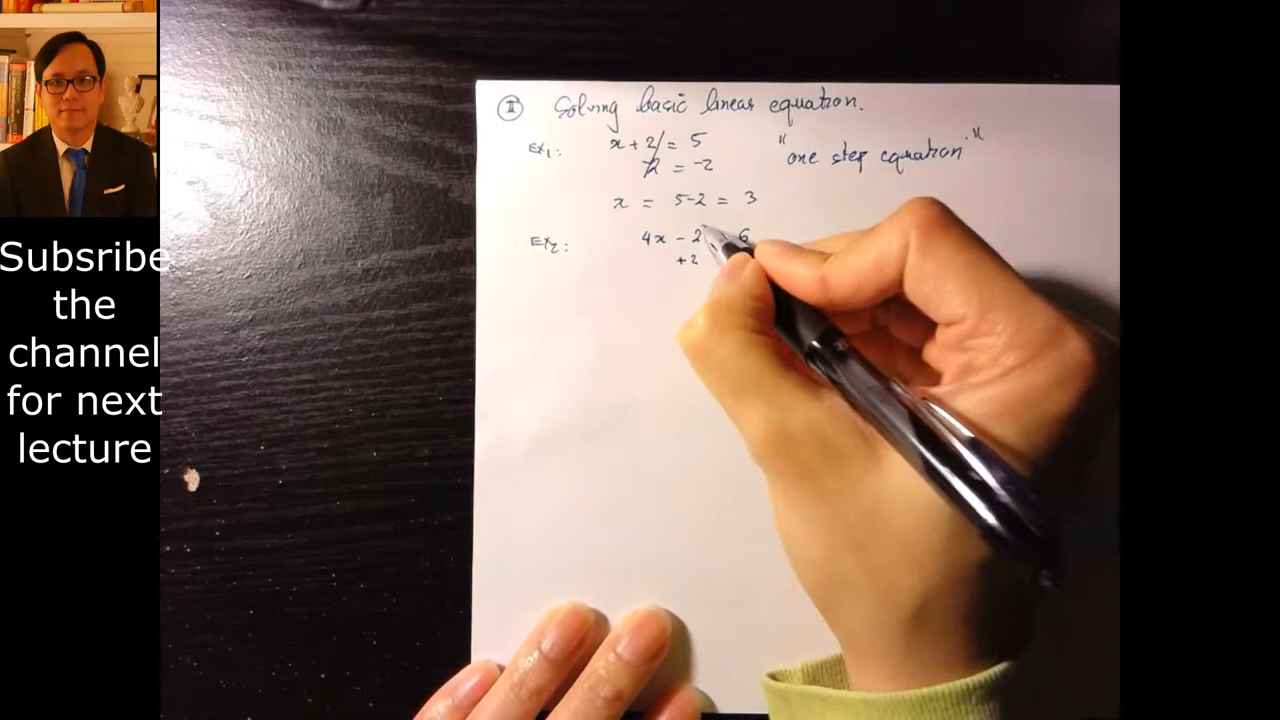 Subsribe
the
channel
for next
lecture
II Solving basic linear equation.
Ex1: x + 2 = 5 "one step equation."
2 = -2
x = 5-2 = 3
Ex2: 4x - 2 6
+2